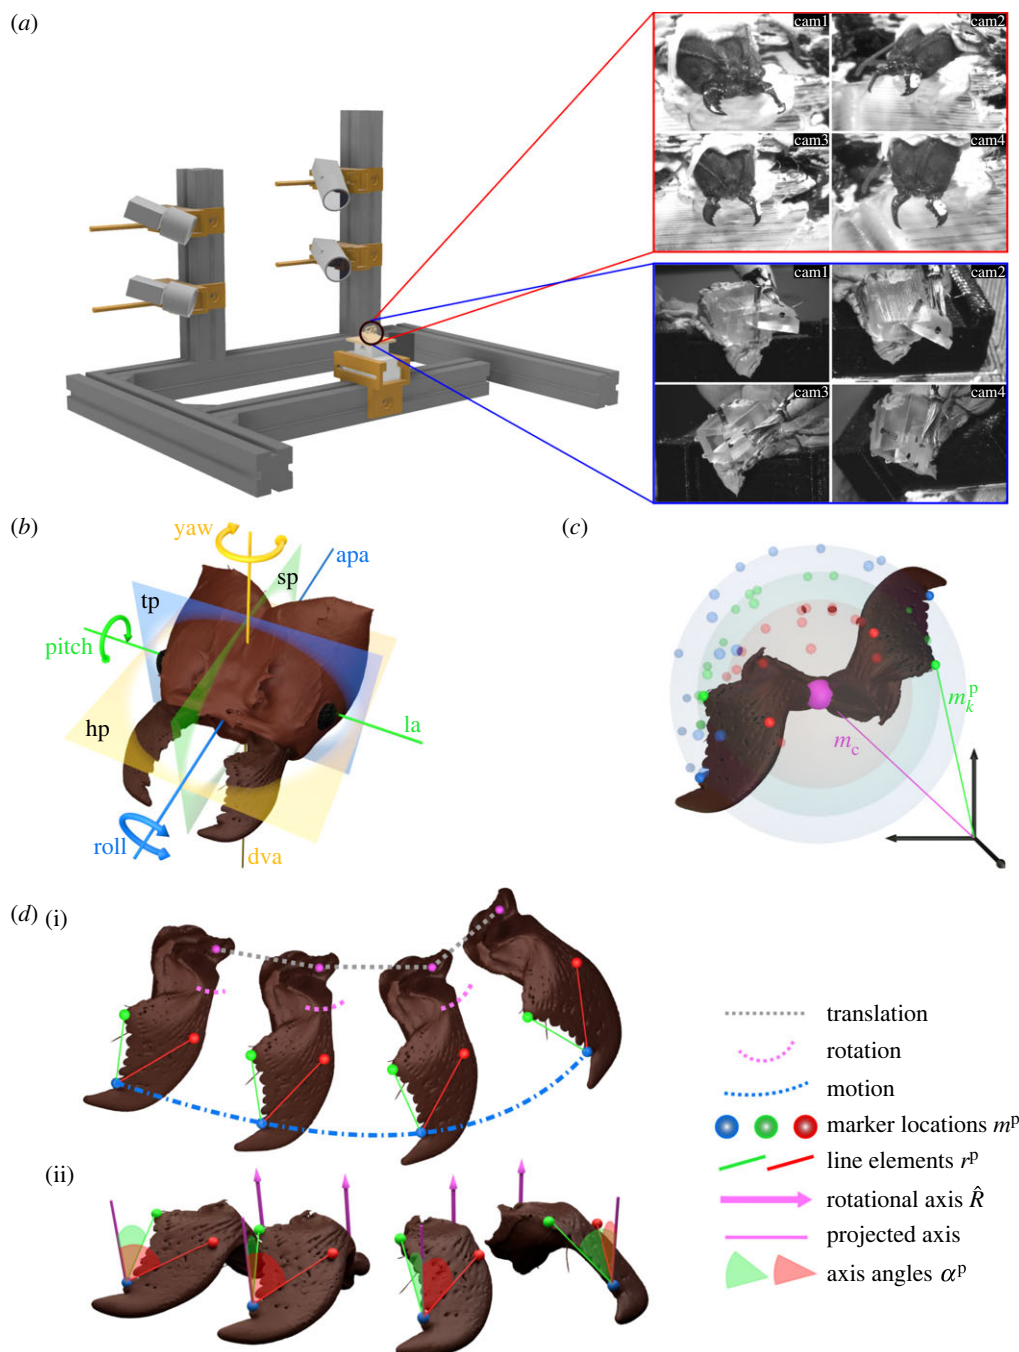 (a)
cam1
cam2
cam3
cam4
cam1
cam2
cam3
cam4
(b)
yaw
apa
sp
tp
pitch
hp
la
roll
dva
(c)
m_k^p
m_c
(d)
(i)
(ii)
translation
rotation
motion
marker locations m^p
line elements r^p
rotational axis R̂
projected axis
axis angles α^p